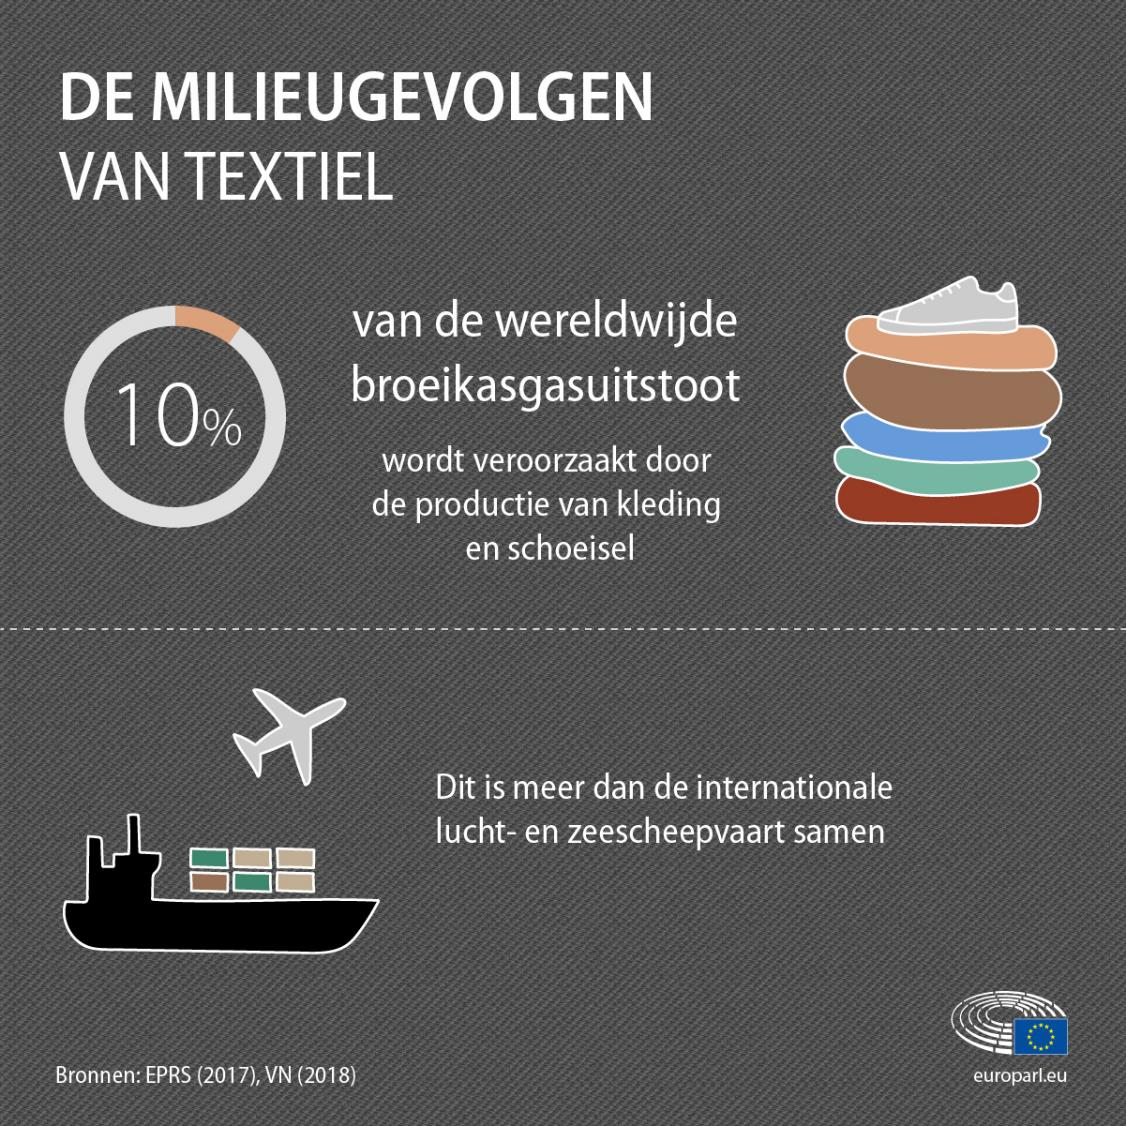 DE MILIEUGEVOLGEN
VAN TEXTIEL
10%
van de wereldwijde
broeikasgasuitstoot
wordt veroorzaakt door
de productie van kleding
en schoeisel
Dit is meer dan de internationale
lucht- en zeescheepvaart samen
Bronnen: EPRS (2017), VN (2018)
europarl.eu